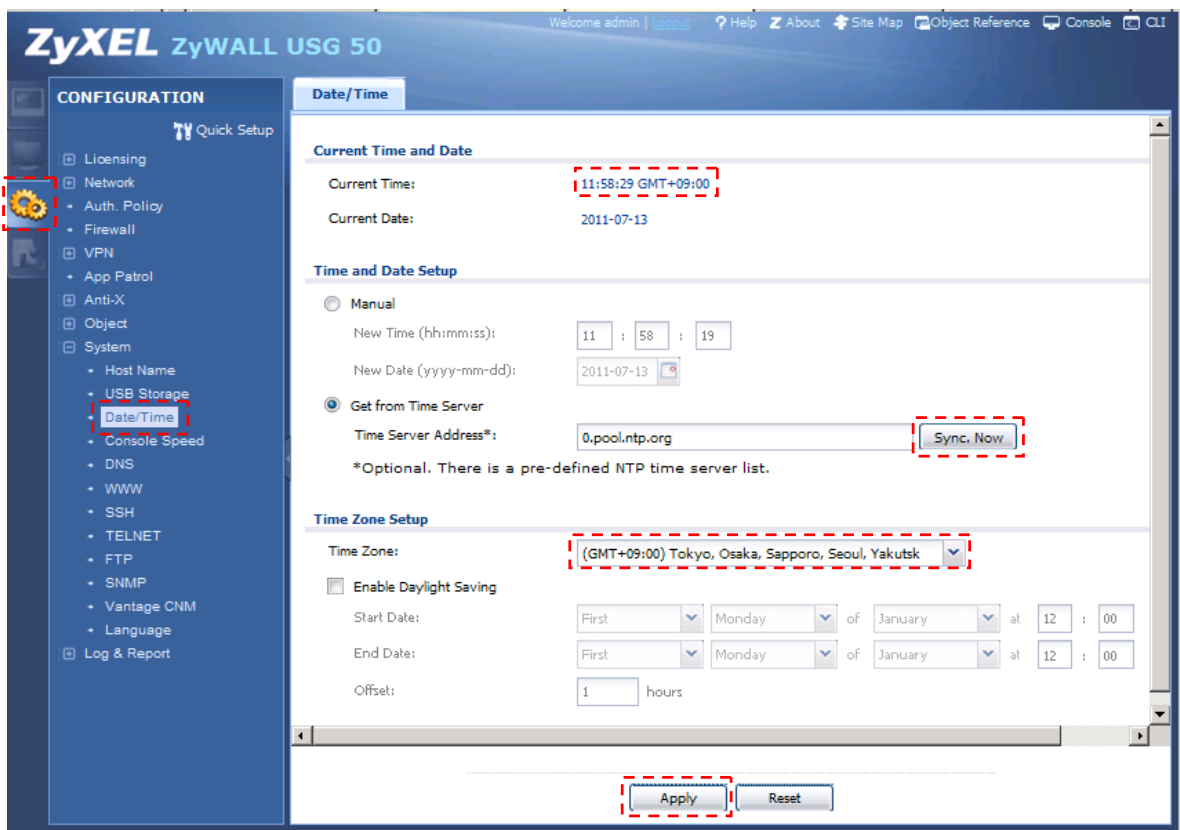 Welcome admin | Logout ? Help Z About Site Map Object Reference Console CLI
ZyXEL ZyWALL USG 50
CONFIGURATION
Quick Setup
Licensing
Network
Auth. Policy
Firewall
VPN
App Patrol
Anti-X
Object
System
Host Name
USB Storage
Date/Time
Console Speed
DNS
WWW
SSH
TELNET
FTP
SNMP
Vantage CNM
Language
Log & Report
Date/Time
Current Time and Date
Current Time: 11:58:29 GMT+09:00
Current Date: 2011-07-13
Time and Date Setup
Manual
New Time (hh:mm:ss): 11 : 58 : 19
New Date (yyyy-mm-dd): 2011-07-13
Get from Time Server
Time Server Address*: 0.pool.ntp.org Sync. Now
*Optional. There is a pre-defined NTP time server list.
Time Zone Setup
Time Zone: (GMT+09:00) Tokyo, Osaka, Sapporo, Seoul, Yakutsk
Enable Daylight Saving
Start Date: First Monday of January at 12 : 00
End Date: First Monday of January at 12 : 00
Offset: 1 hours
Apply Reset